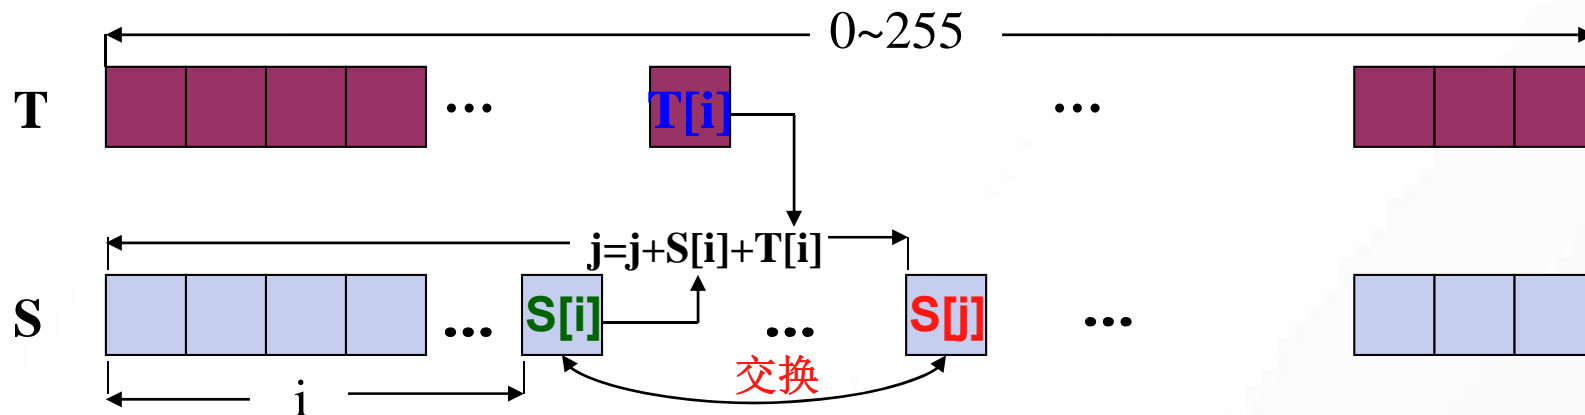 0~255
T ... T[i] ...
j=j+S[i]+T[i]
S ... S[i] ... S[j] ...
交换
i